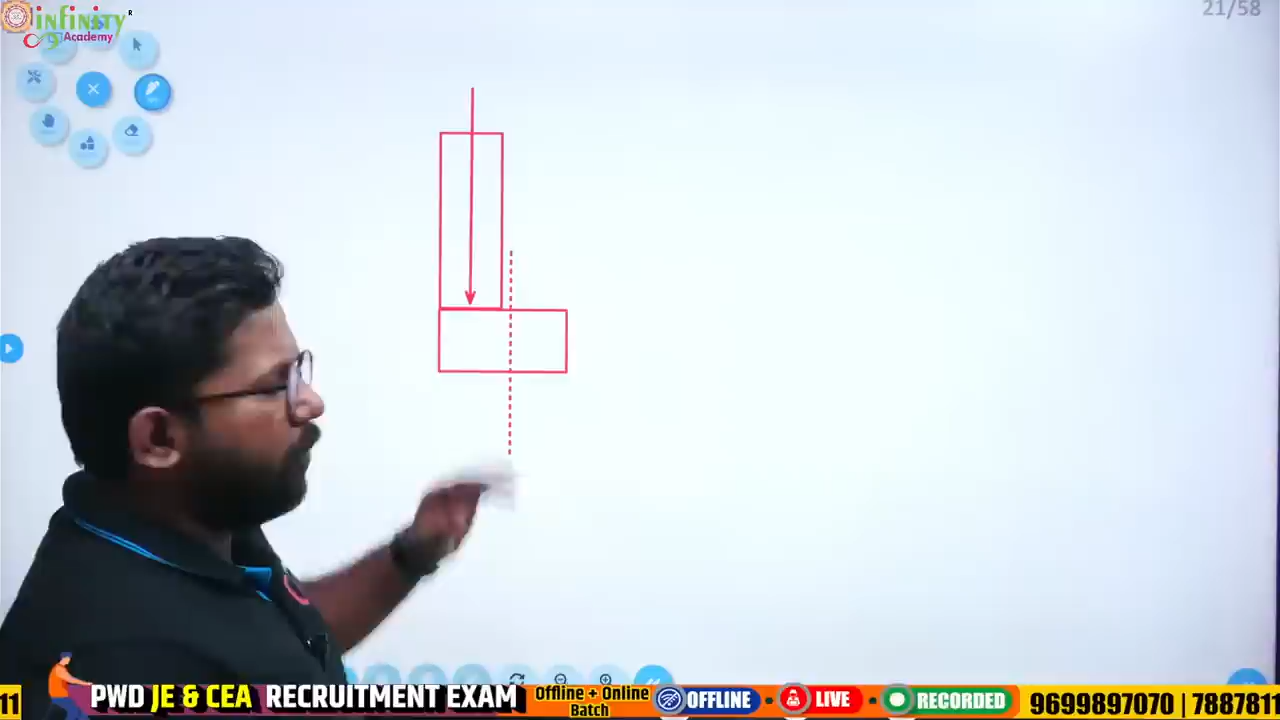 infinity
Academy
21/58
11
PWD JE & CEA RECRUITMENT EXAM
Offline + Online
Batch
OFFLINE
LIVE
RECORDED
9699897070 | 7887811